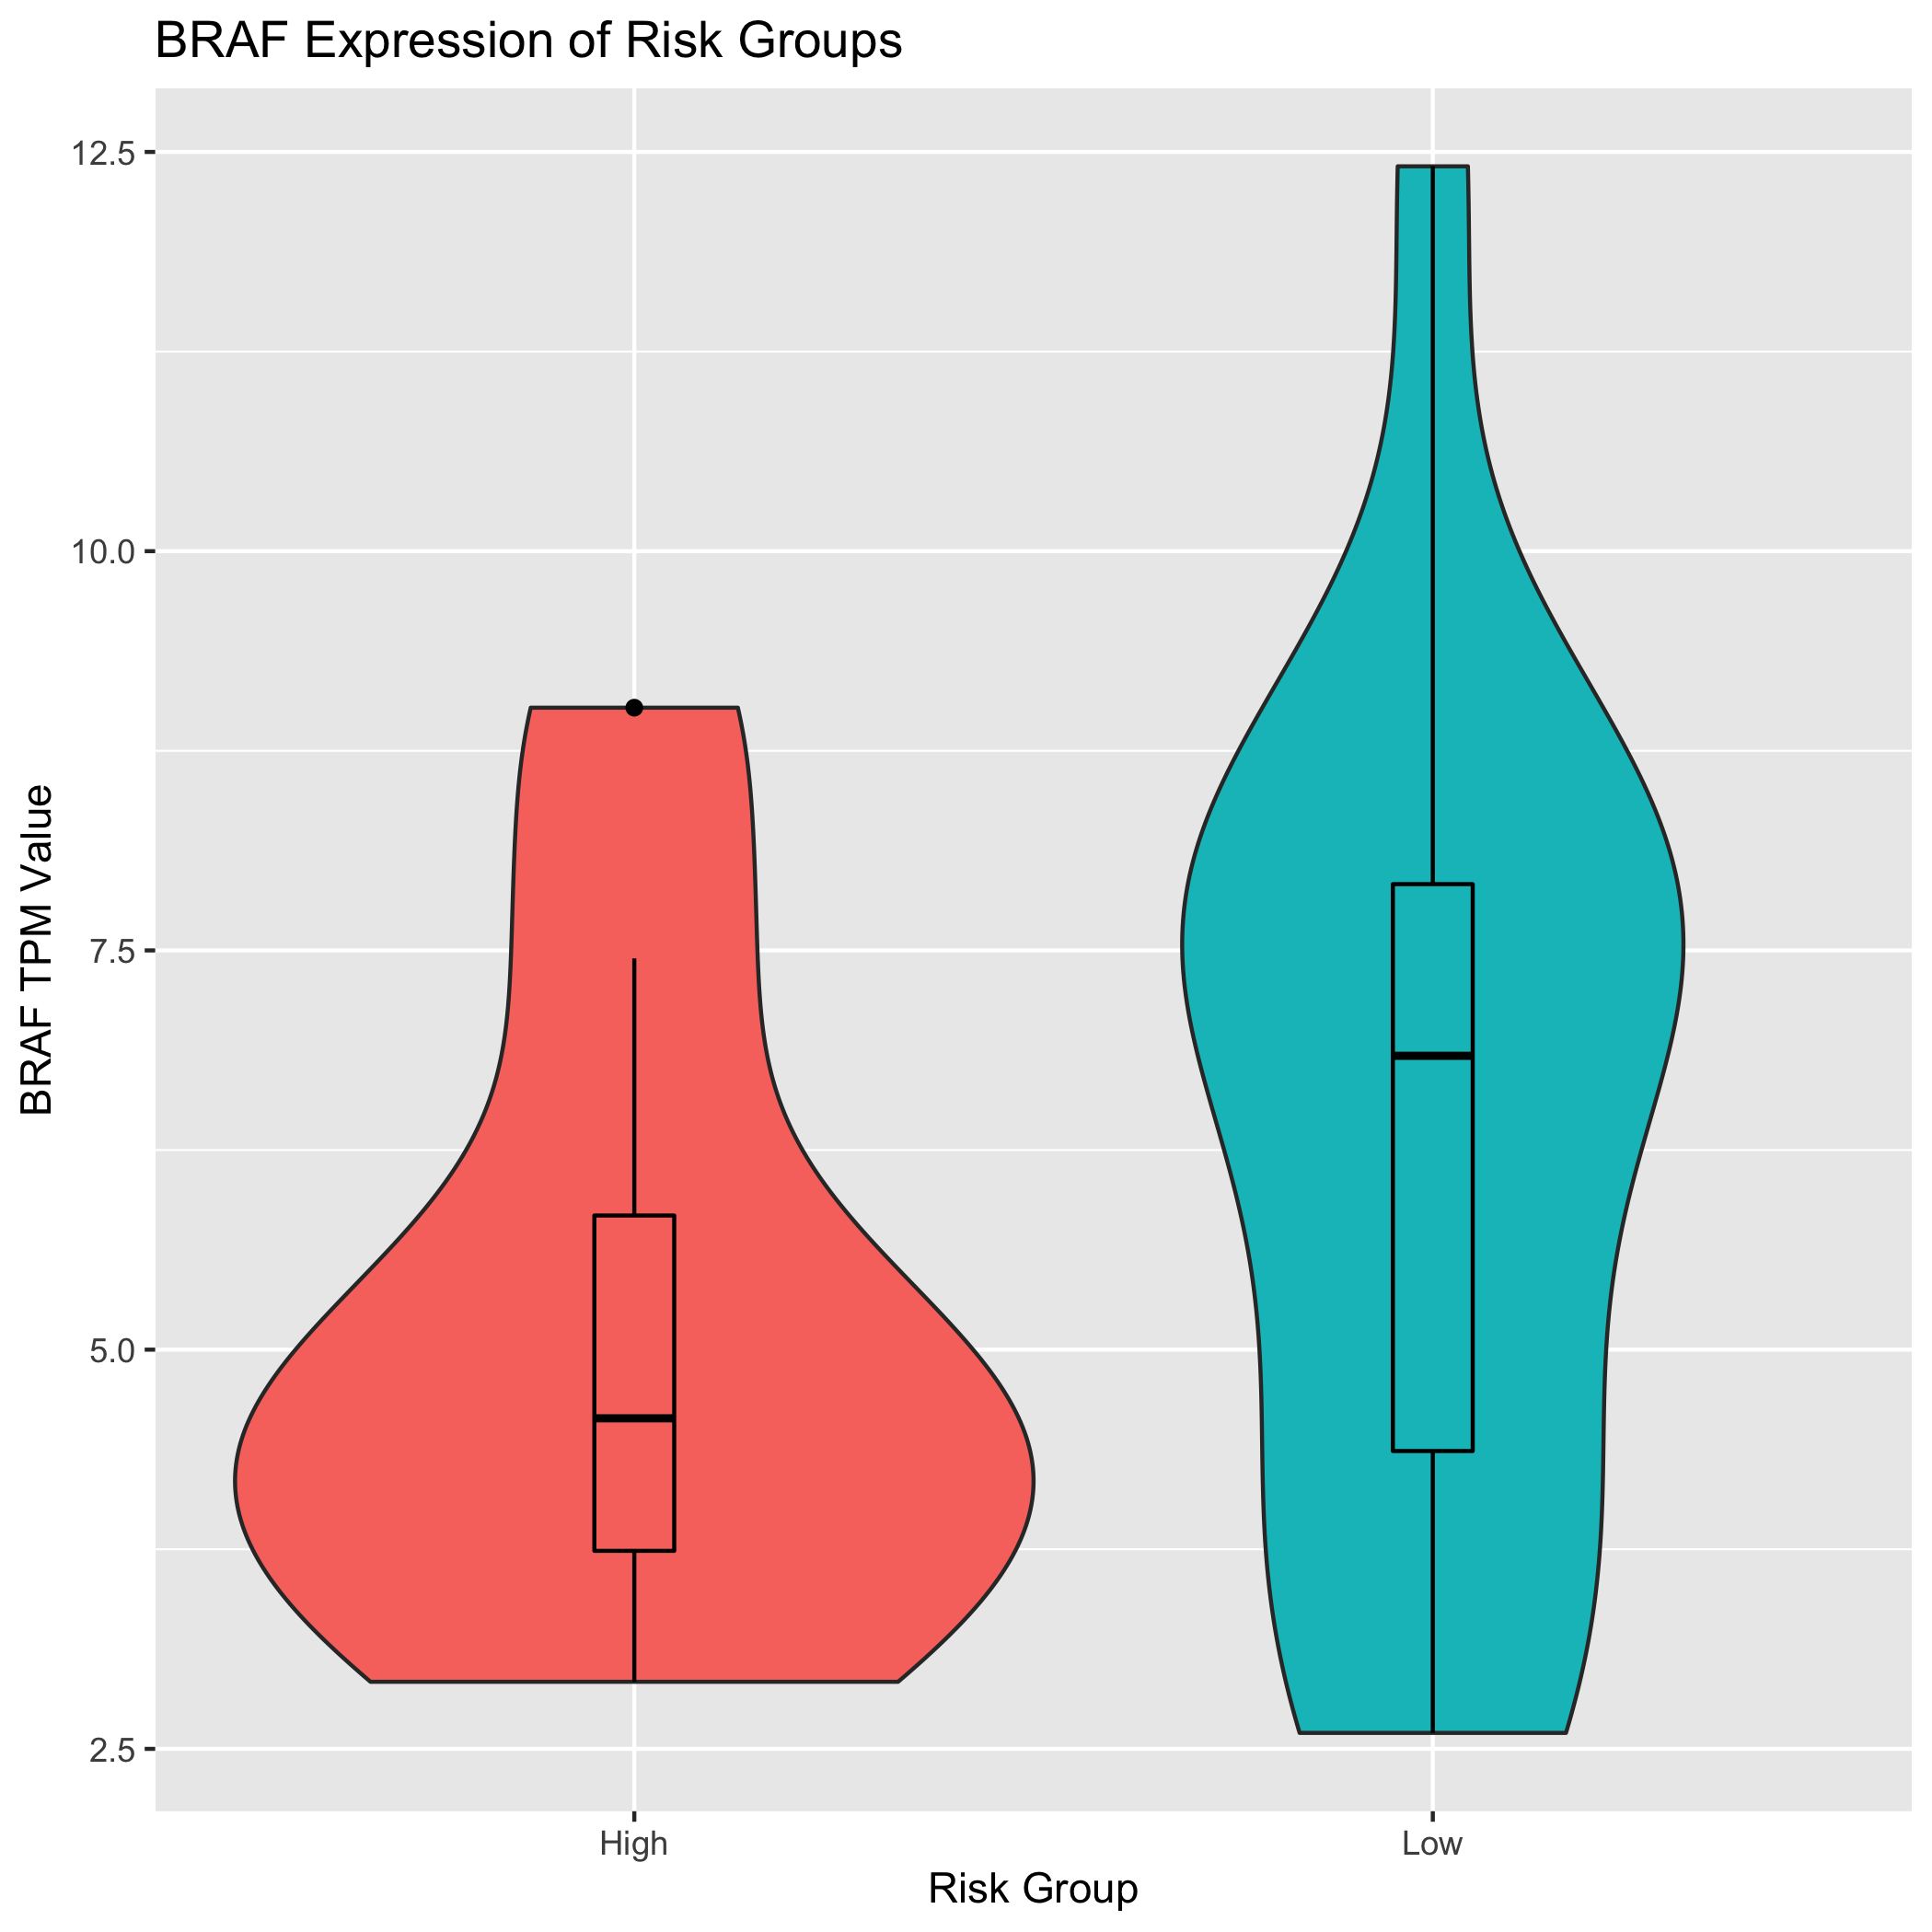 BRAF Expression of Risk Groups
BRAF TPM Value
12.5
10.0
7.5
5.0
2.5
High
Low
Risk Group